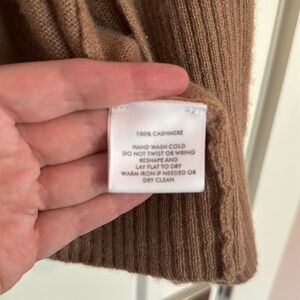 100% CASHMERE
HAND WASH COLD
DO NOT TWIST OR WRING
RESHAPE AND
LAY FLAT TO DRY
WARM IRON IF NEEDED OR
DRY CLEAN